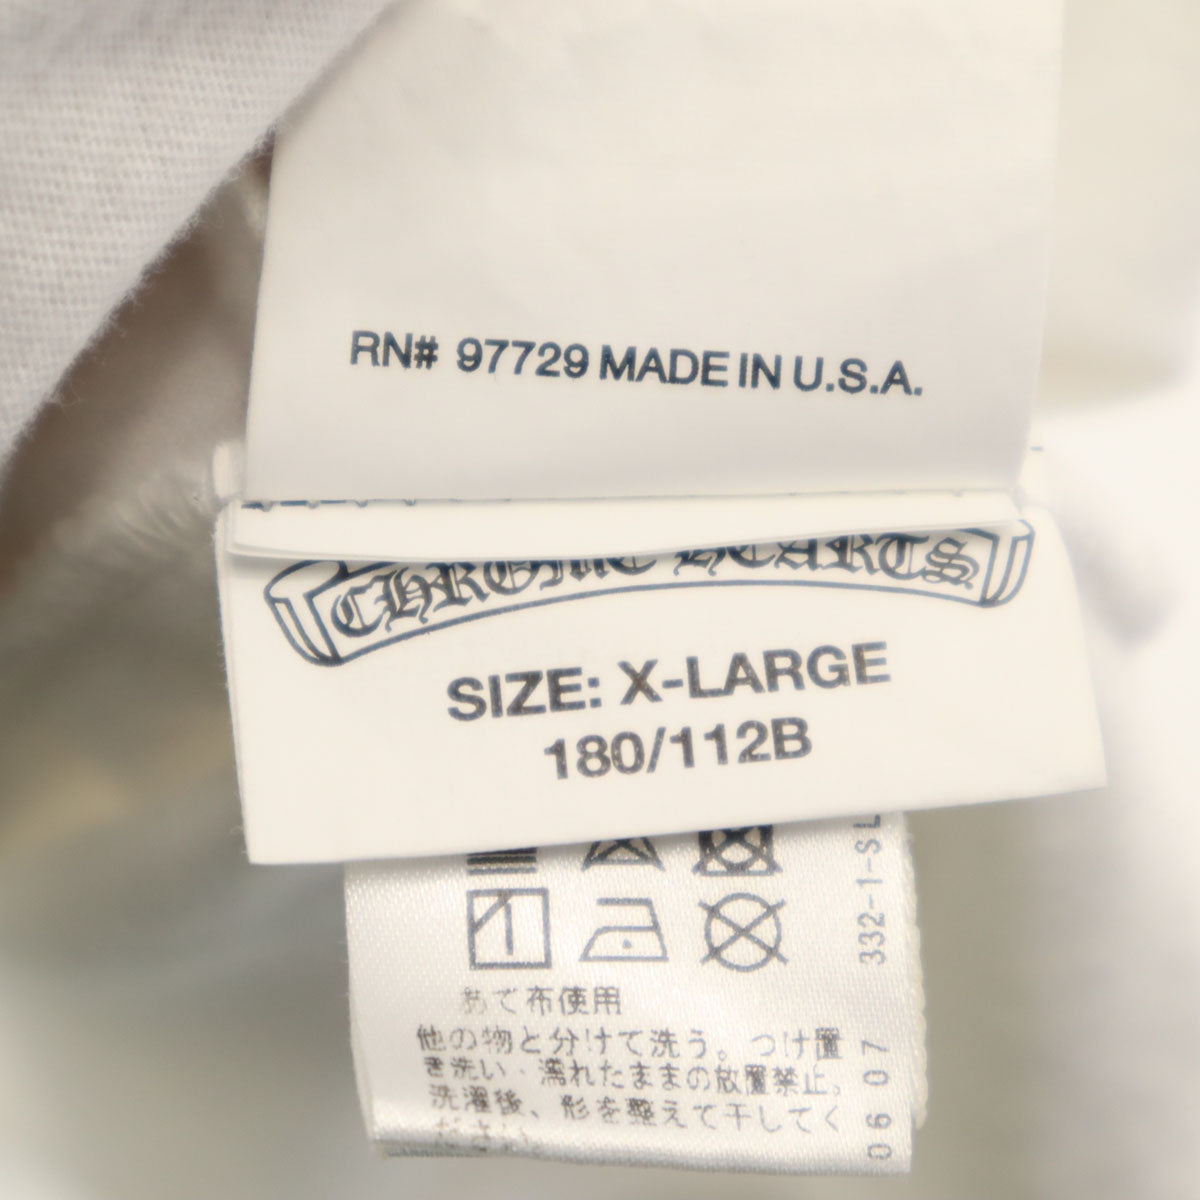 RN# 97729 MADE IN U.S.A.
CHROME HEARTS
SIZE: X-LARGE
180/112B
332-1-SL
あて布使用
他の物と分けて洗う。つけ置
き洗い・濡れたままの放置禁止。
洗濯後、形を整えて干してく
ださい。
06 07